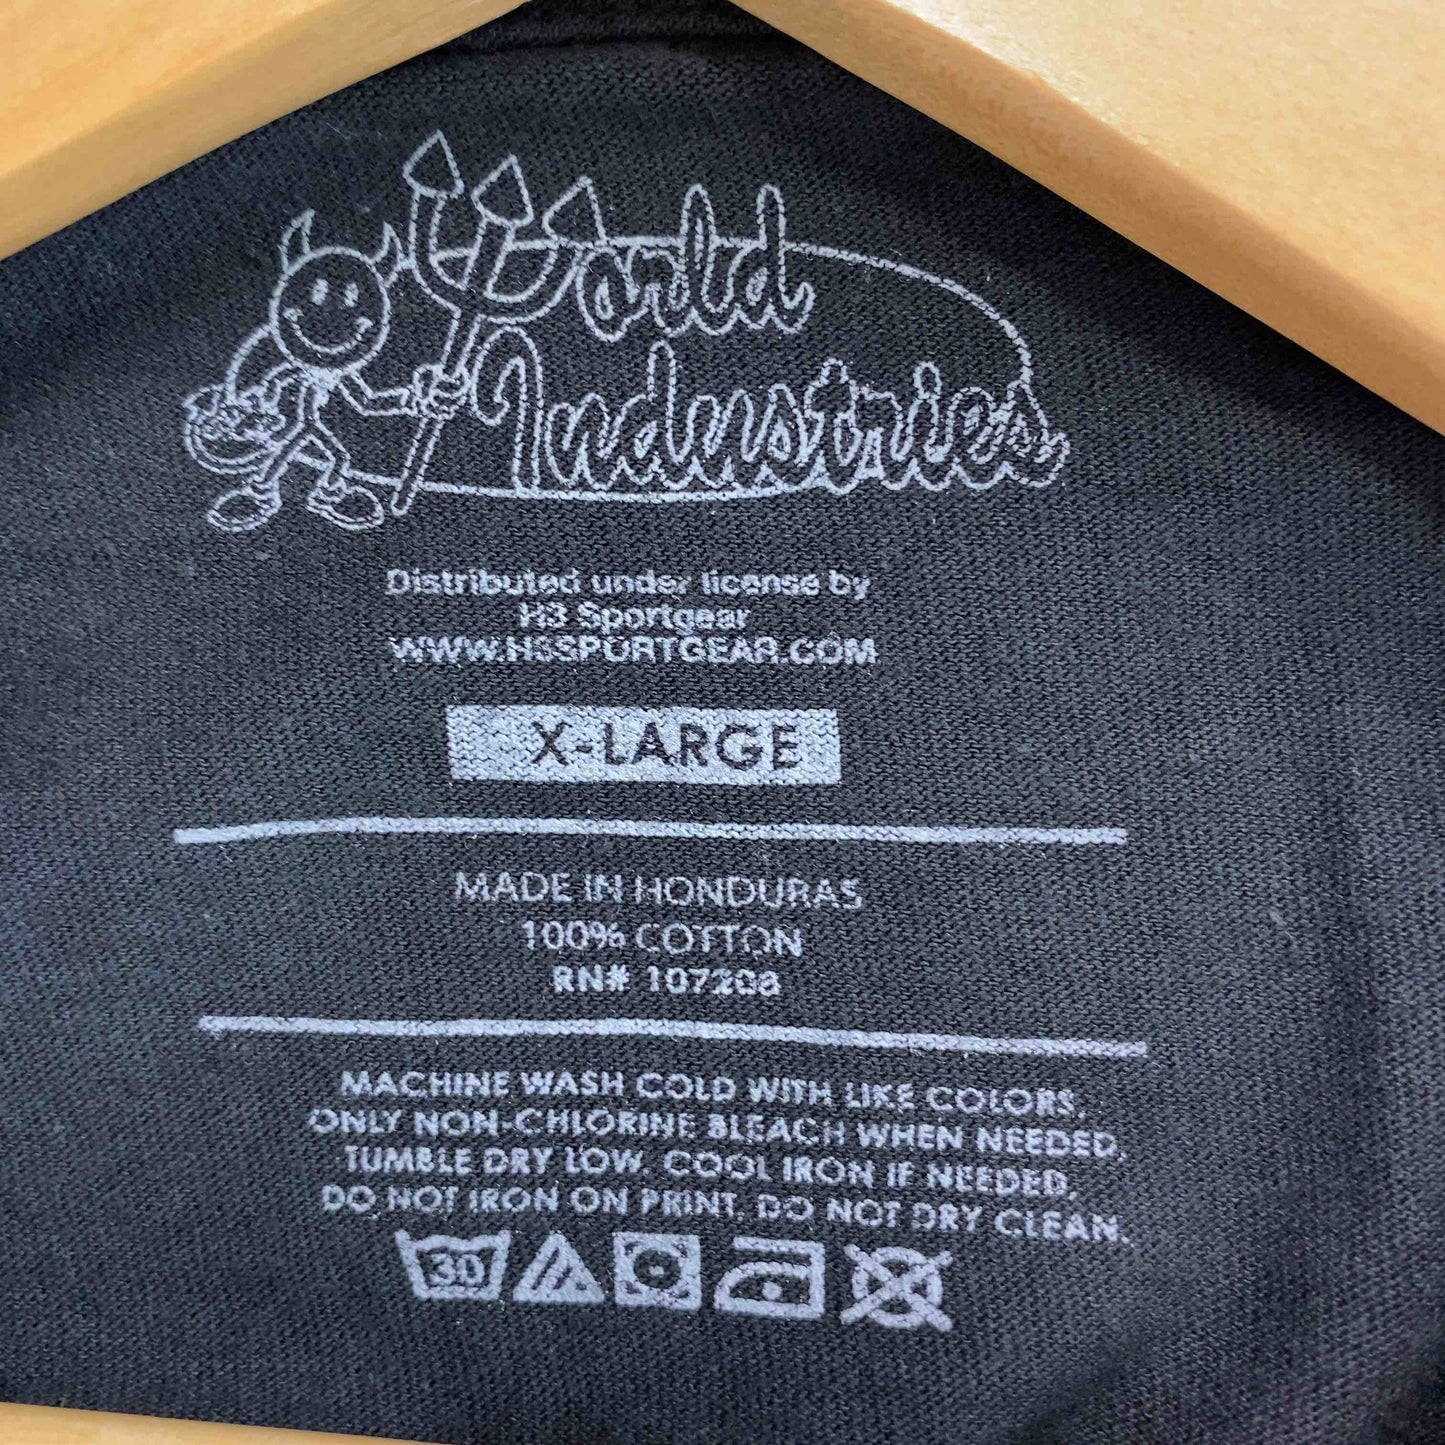 World
Industries
Distributed under license by
H3 Sportgear
WWW.H3SPORTGEAR.COM
X-LARGE
MADE IN HONDURAS
100% COTTON
RN# 107208
MACHINE WASH COLD WITH LIKE COLORS.
ONLY NON-CHLORINE BLEACH WHEN NEEDED.
TUMBLE DRY LOW. COOL IRON IF NEEDED.
DO NOT IRON ON PRINT. DO NOT DRY CLEAN.
30